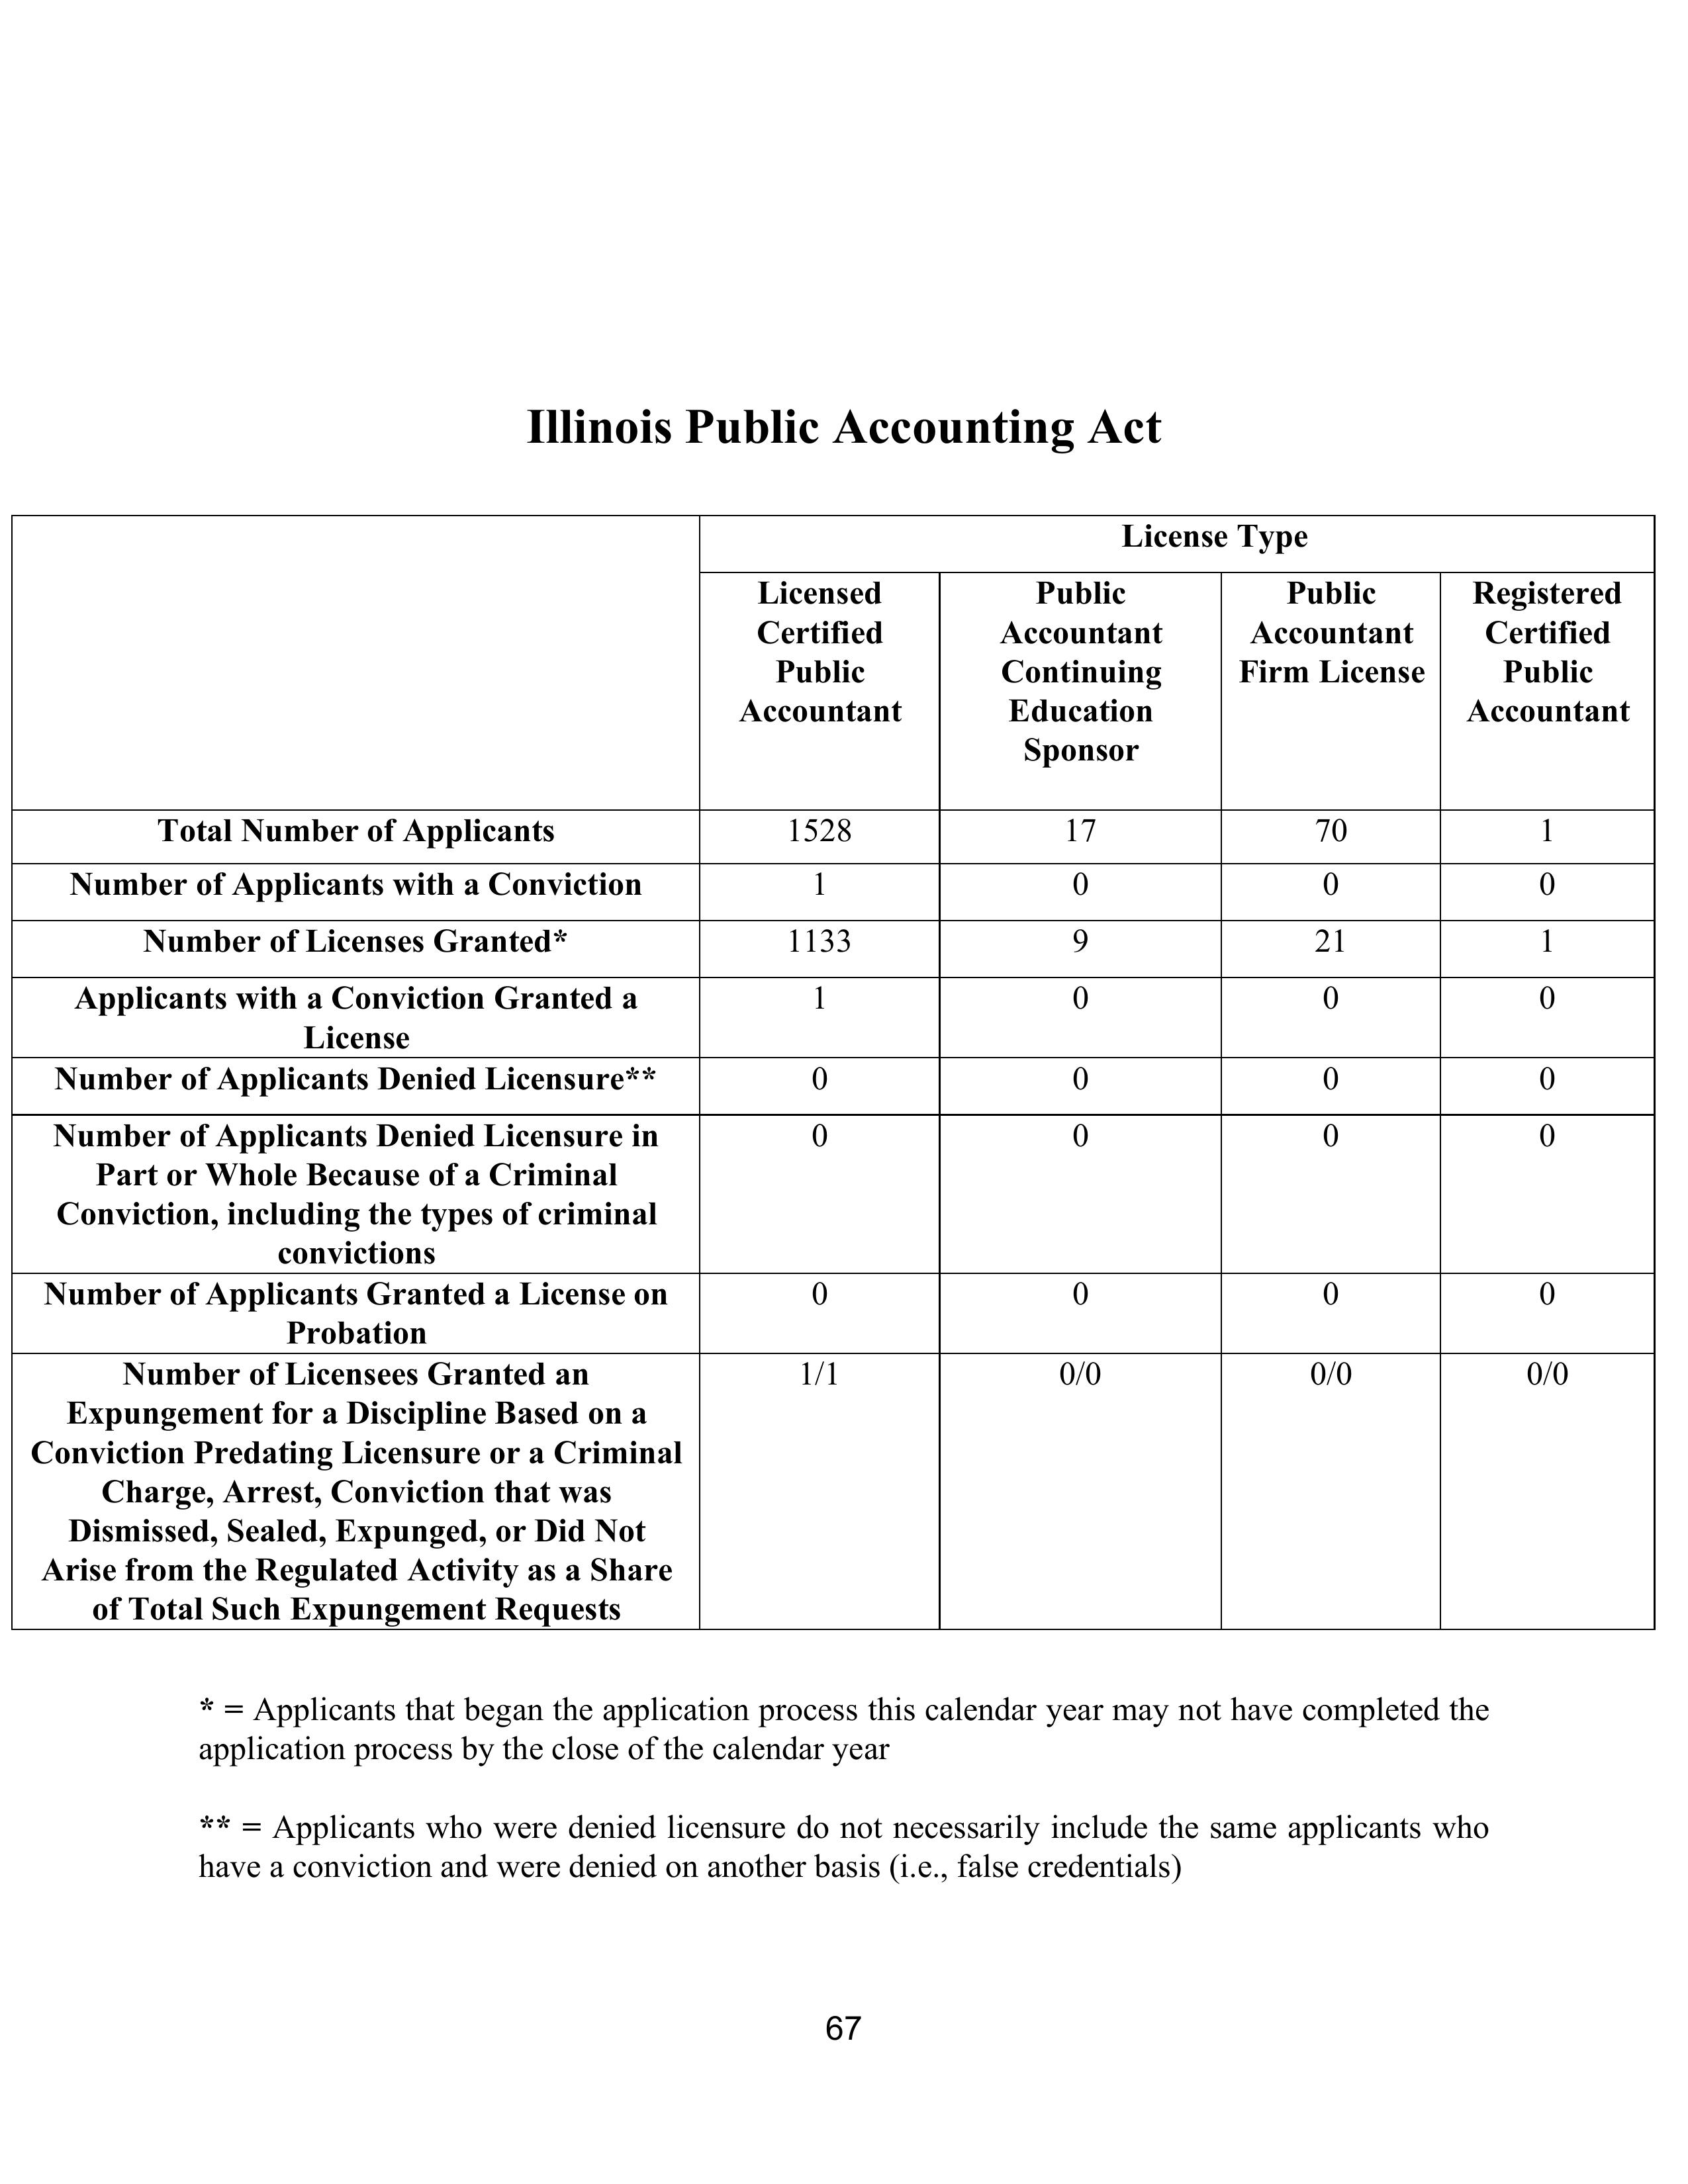 Illinois Public Accounting Act
License Type
Licensed
Certified
Public
Accountant
Public
Accountant
Continuing
Education
Sponsor
Public
Accountant
Firm License
Registered
Certified
Public
Accountant
Total Number of Applicants 1528 17 70 1
Number of Applicants with a Conviction 1 0 0 0
Number of Licenses Granted* 1133 9 21 1
Applicants with a Conviction Granted a 1 0 0 0
License
Number of Applicants Denied Licensure** 0 0 0 0
Number of Applicants Denied Licensure in 0 0 0 0
Part or Whole Because of a Criminal
Conviction, including the types of criminal
convictions
Number of Applicants Granted a License on 0 0 0 0
Probation
Number of Licensees Granted an 1/1 0/0 0/0 0/0
Expungement for a Discipline Based on a
Conviction Predating Licensure or a Criminal
Charge, Arrest, Conviction that was
Dismissed, Sealed, Expunged, or Did Not
Arise from the Regulated Activity as a Share
of Total Such Expungement Requests
* = Applicants that began the application process this calendar year may not have completed the
application process by the close of the calendar year
** = Applicants who were denied licensure do not necessarily include the same applicants who
have a conviction and were denied on another basis (i.e., false credentials)
67